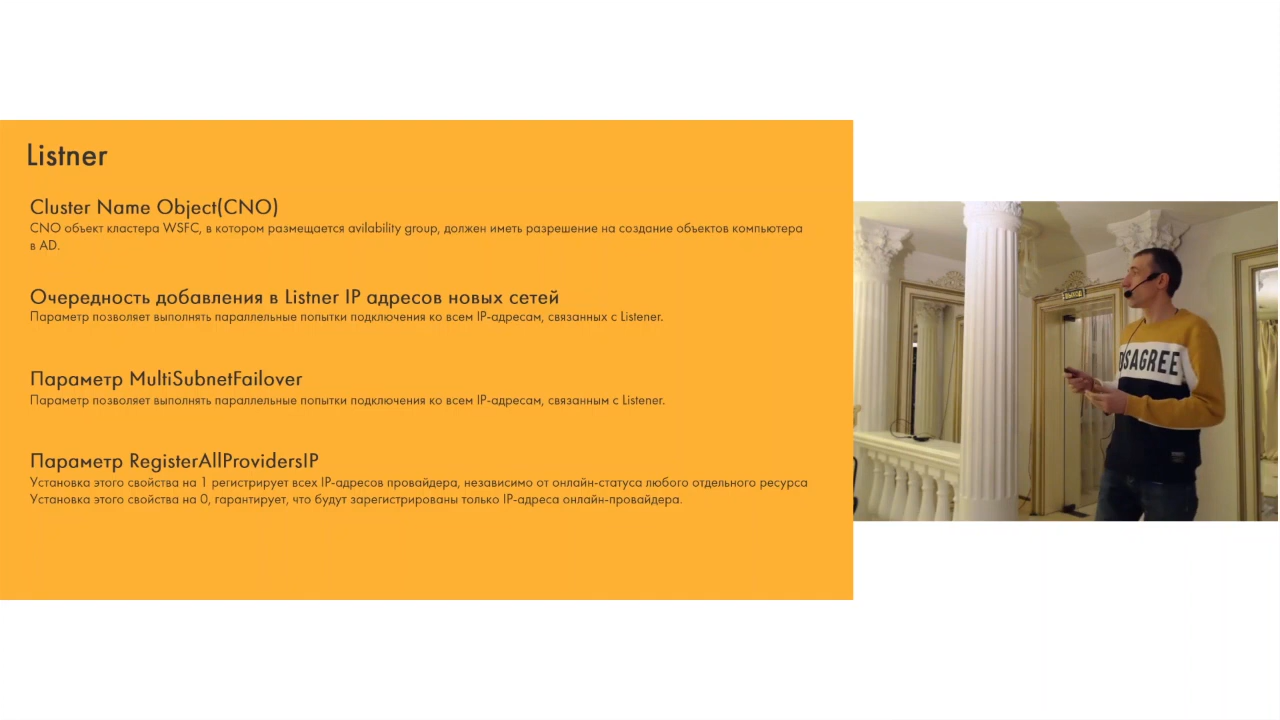 Listner
Cluster Name Object(CNO)
CNO объект кластера WSFC, в котором размещается avilability group, должен иметь разрешение на создание объектов компьютера
в AD.
Очередность добавления в Listner IP адресов новых сетей
Параметр позволяет выполнять параллельные попытки подключения ко всем IP-адресам, связанных с Listener.
Параметр MultiSubnetFailover
Параметр позволяет выполнять параллельные попытки подключения ко всем IP-адресам, связанным с Listener.
Параметр RegisterAllProvidersIP
Установка этого свойства на 1 регистрирует всех IP-адресов провайдера, независимо от онлайн-статуса любого отдельного ресурса
Установка этого свойства на 0, гарантирует, что будут зарегистрированы только IP-адреса онлайн-провайдера.
DISAGREE